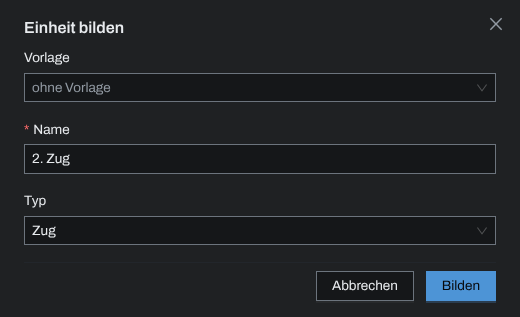 Einheit bilden
Vorlage
ohne Vorlage
* Name
2. Zug
Typ
Zug
Abbrechen
Bilden